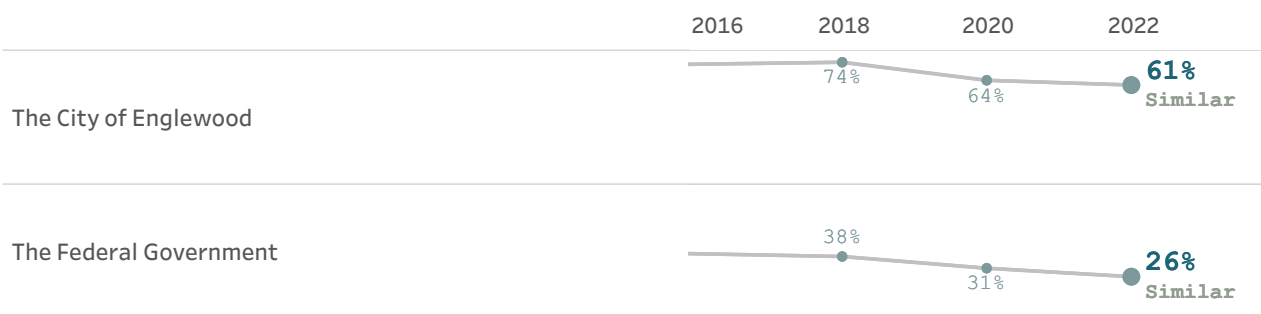 2016 2018 2020 2022
The City of Englewood
74%
64%
61%
Similar
The Federal Government
38%
31%
26%
Similar